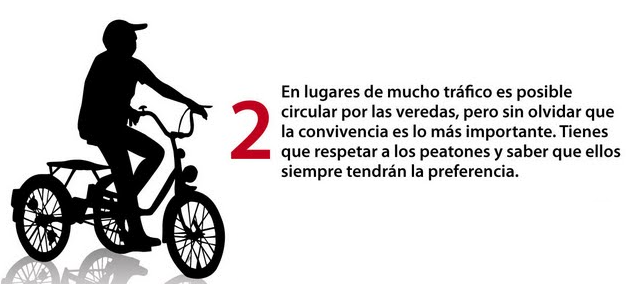 2
En lugares de mucho tráfico es posible
circular por las veredas, pero sin olvidar que
la convivencia es lo más importante. Tienes
que respetar a los peatones y saber que ellos
siempre tendrán la preferencia.